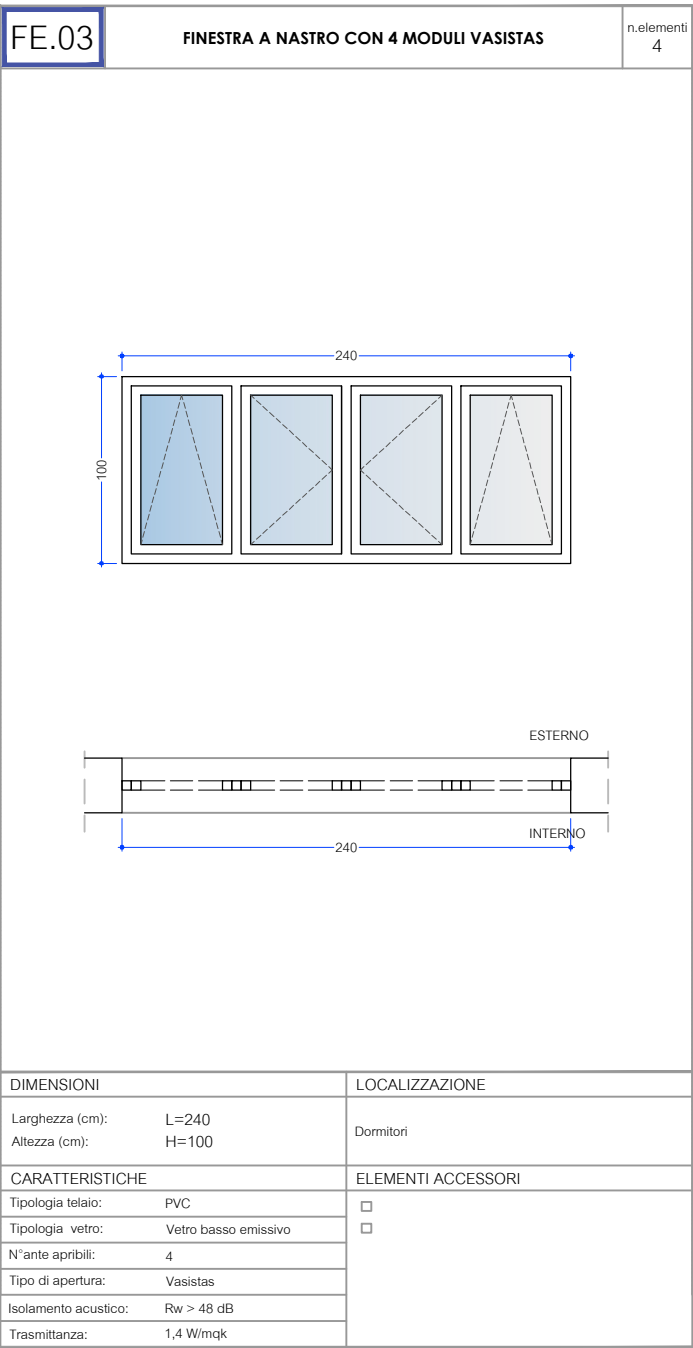 FE.03
FINESTRA A NASTRO CON 4 MODULI VASISTAS
n.elementi
4
240
100
ESTERNO
INTERNO
240
DIMENSIONI
Larghezza (cm): L=240
Altezza (cm): H=100
LOCALIZZAZIONE
Dormitori
CARATTERISTICHE
Tipologia telaio: PVC
Tipologia vetro: Vetro basso emissivo
N°ante apribili: 4
Tipo di apertura: Vasistas
Isolamento acustico: Rw > 48 dB
Trasmittanza: 1,4 W/mqk
ELEMENTI ACCESSORI